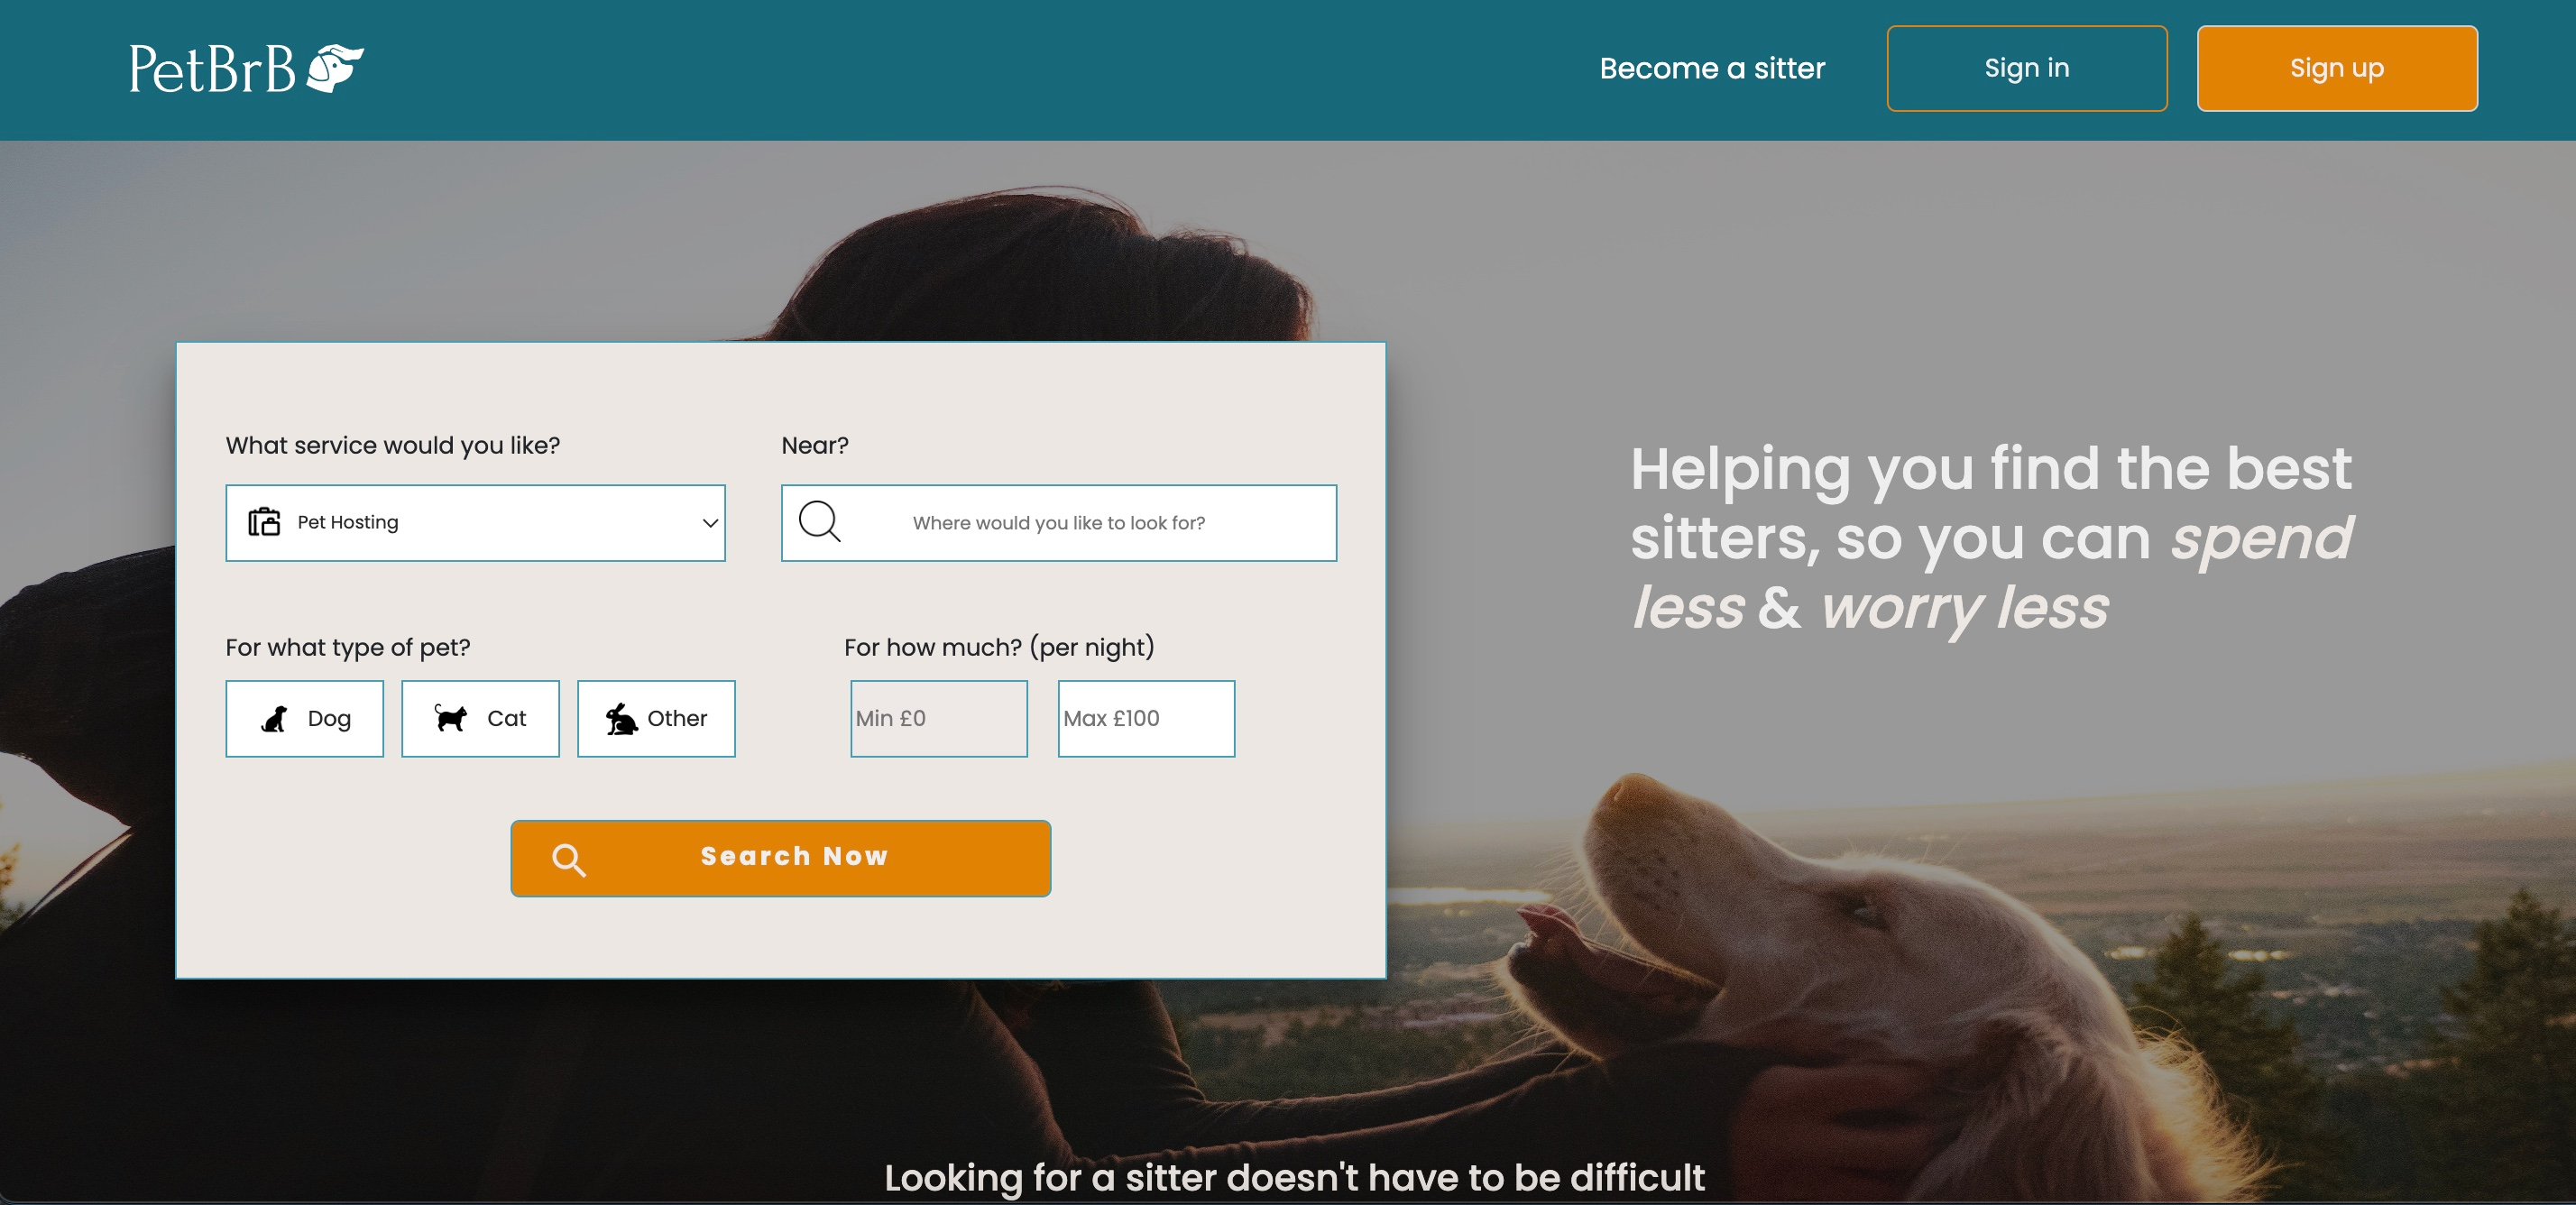 PetBrB
Become a sitter
Sign in
Sign up
What service would you like?
Near?
Pet Hosting
Where would you like to look for?
For what type of pet?
For how much? (per night)
Dog
Cat
Other
Min £0
Max £100
Search Now
Helping you find the best
sitters, so you can spend
less & worry less
Looking for a sitter doesn't have to be difficult